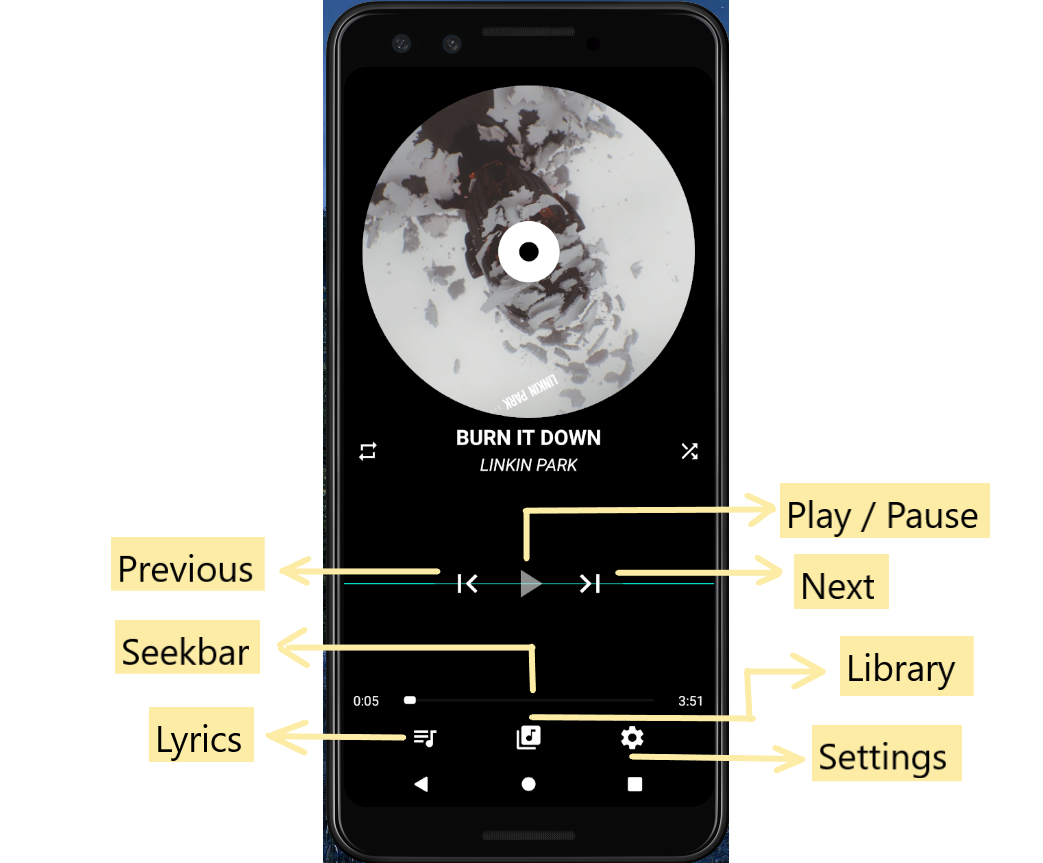 LINKIN PARK
BURN IT DOWN
LINKIN PARK
Play / Pause
Previous
Next
Seekbar
Library
0:05
3:51
Lyrics
Settings